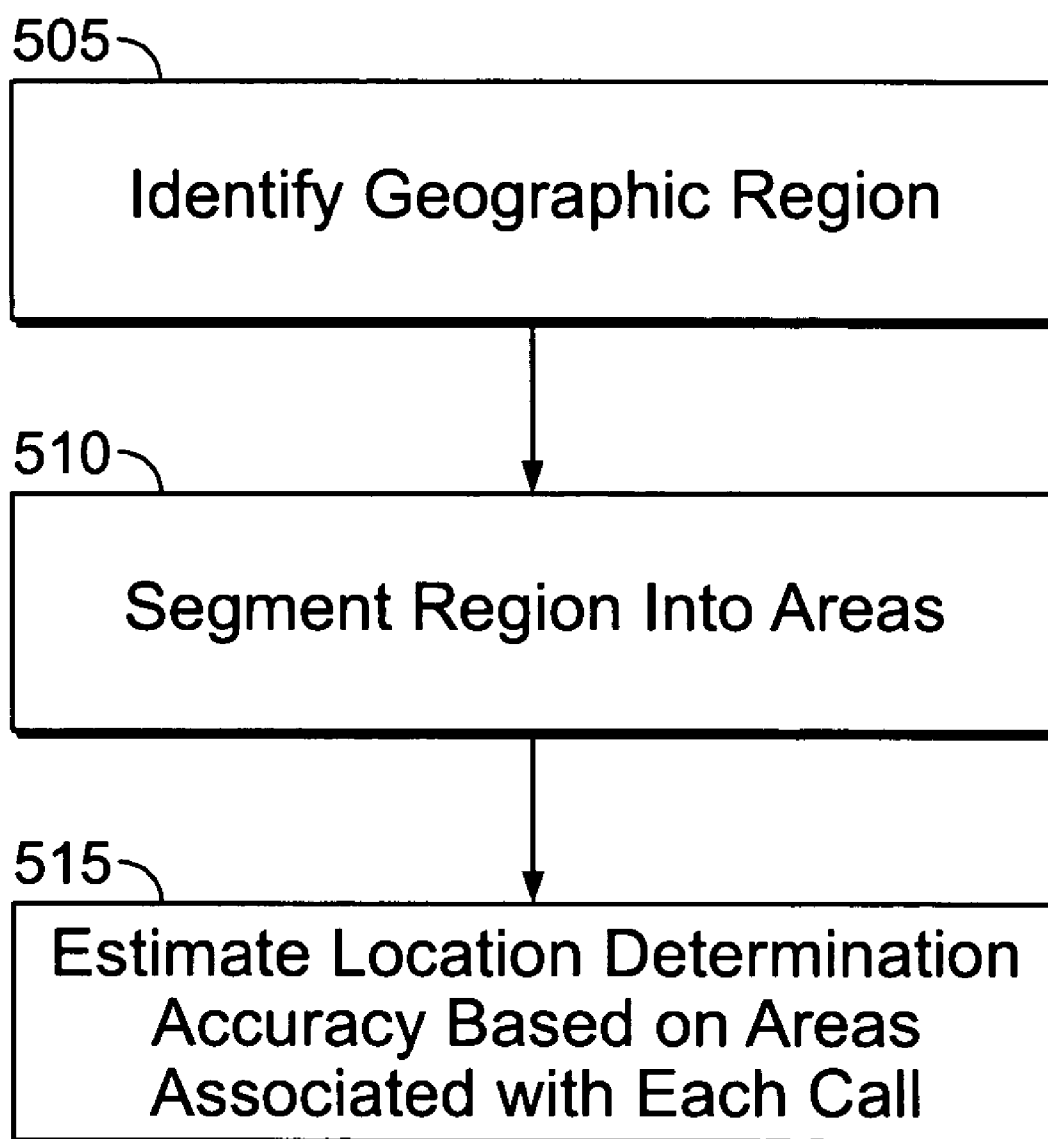 505
Identify Geographic Region
510
Segment Region Into Areas
515
Estimate Location Determination
Accuracy Based on Areas
Associated with Each Call